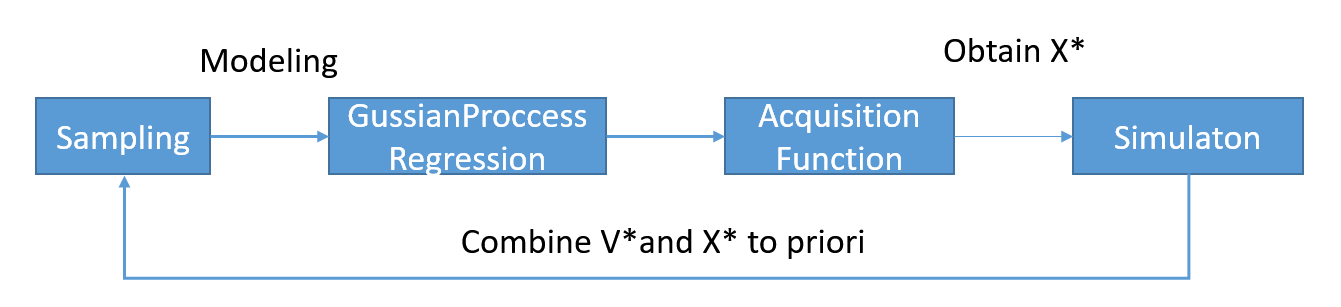 Modeling
Obtain X*
Sampling
GussianProccess
Regression
Acquisition
Function
Simulaton
Combine V*and X* to priori